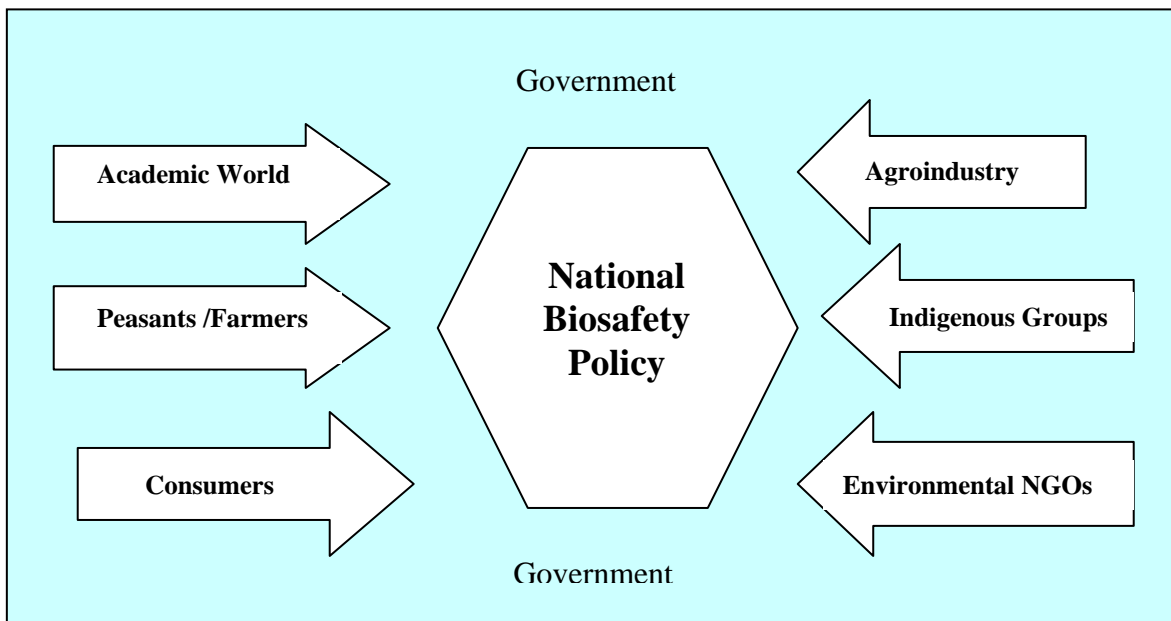 Government
Academic World
Agroindustry
National
Biosafety
Policy
Peasants /Farmers
Indigenous Groups
Consumers
Environmental NGOs
Government